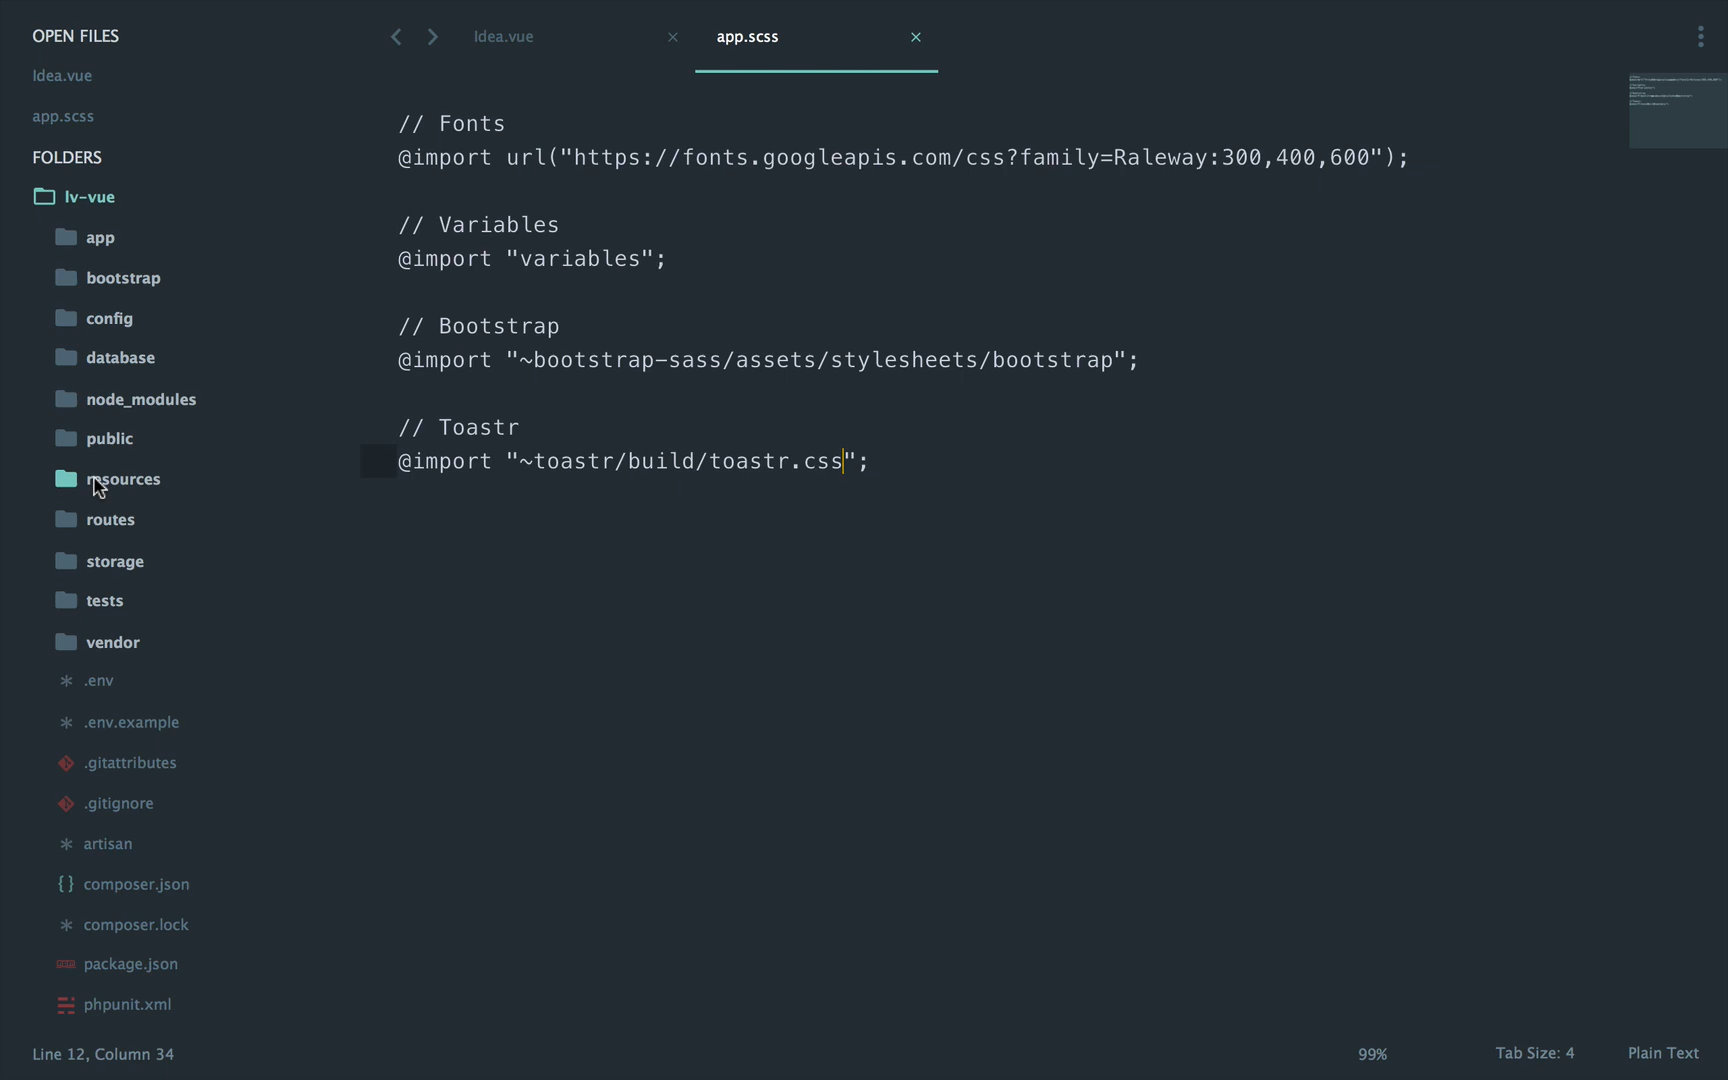 OPEN FILES
Idea.vue
app.scss
FOLDERS
lv-vue
app
bootstrap
config
database
node_modules
public
resources
routes
storage
tests
vendor
.env
.env.example
.gitattributes
.gitignore
artisan
composer.json
composer.lock
package.json
phpunit.xml
Idea.vue
app.scss
// Fonts
@import url("https://fonts.googleapis.com/css?family=Raleway:300,400,600");
// Variables
@import "variables";
// Bootstrap
@import "~bootstrap-sass/assets/stylesheets/bootstrap";
// Toastr
@import "~toastr/build/toastr.css";
Line 12, Column 34
99%
Tab Size: 4
Plain Text